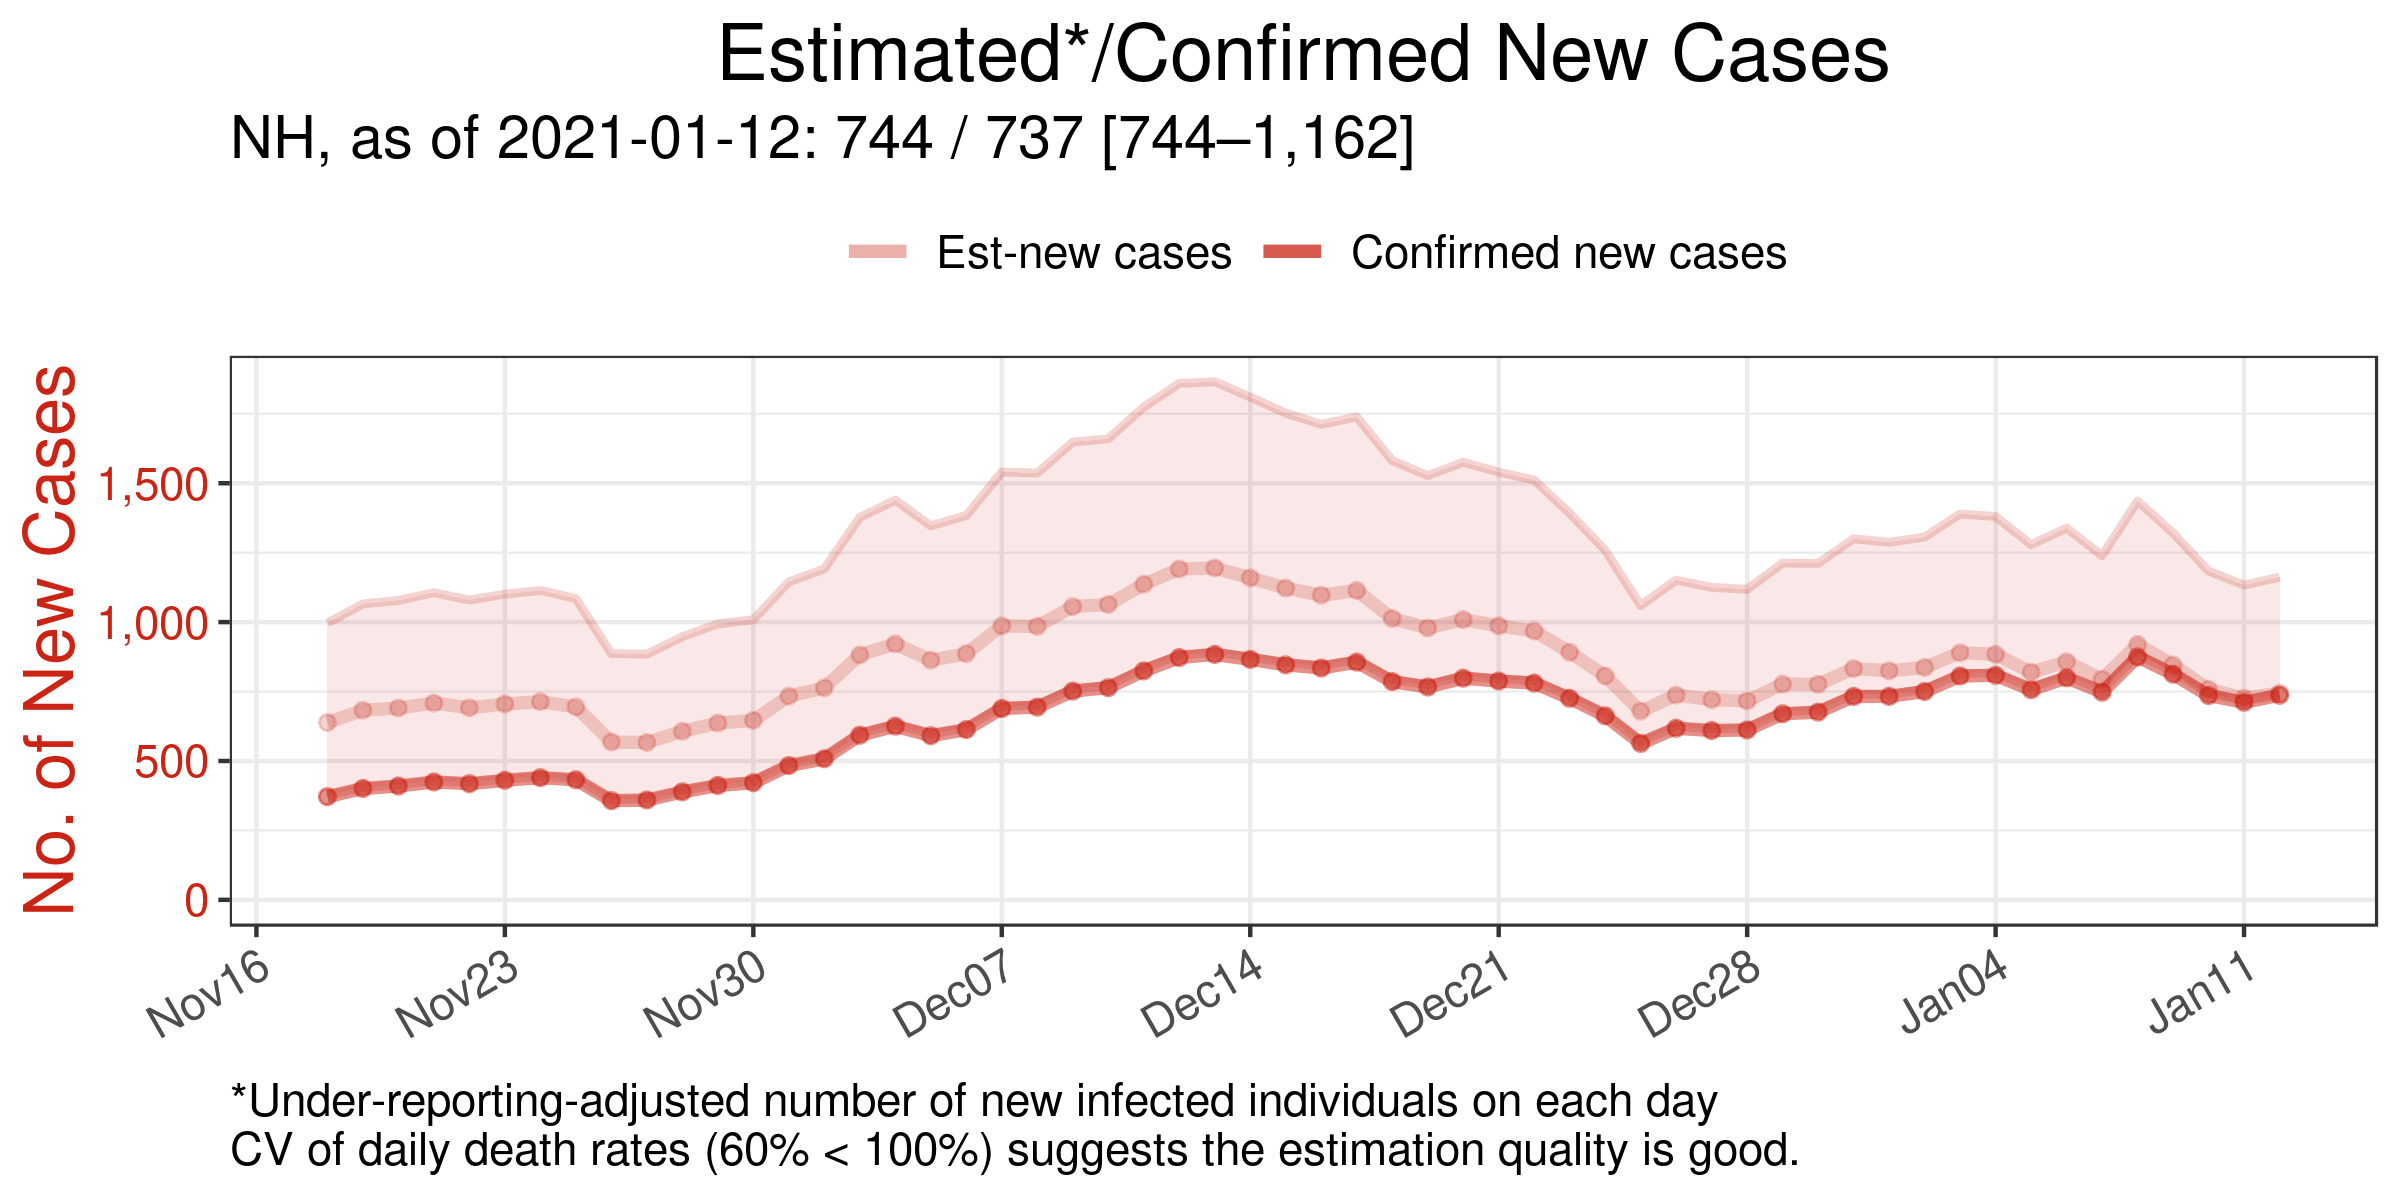 Estimated*/Confirmed New Cases
NH, as of 2021-01-12: 744 / 737 [744–1,162]
Est-new cases
Confirmed new cases
No. of New Cases
1,500
1,000
500
0
Nov16
Nov23
Nov30
Dec07
Dec14
Dec21
Dec28
Jan04
Jan11
*Under-reporting-adjusted number of new infected individuals on each day
CV of daily death rates (60% < 100%) suggests the estimation quality is good.